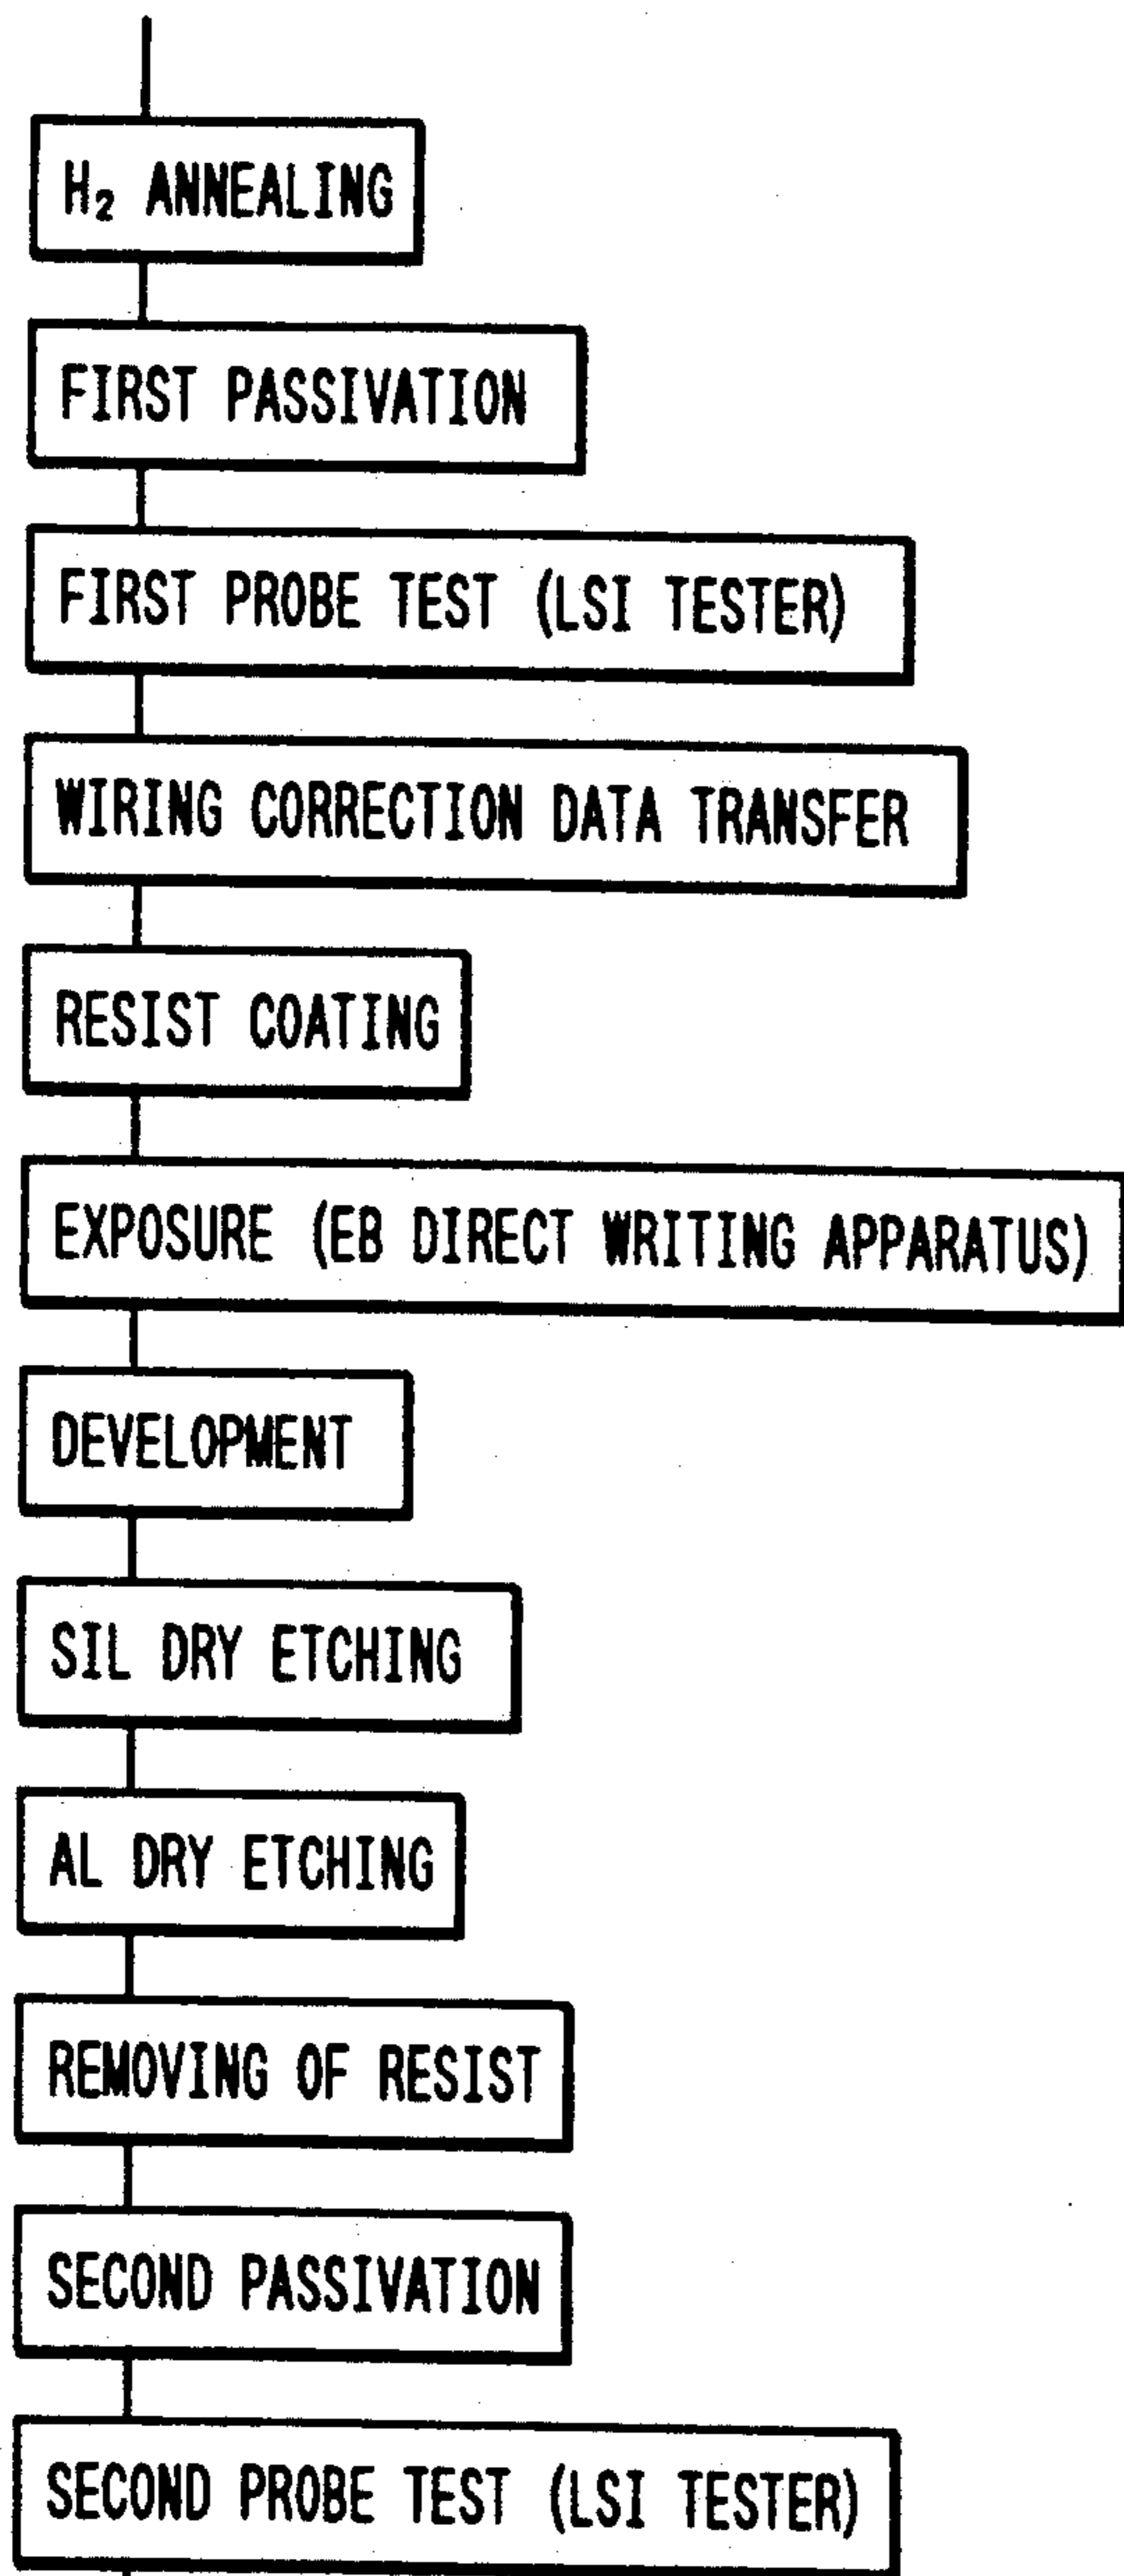 H₂ ANNEALING
FIRST PASSIVATION
FIRST PROBE TEST (LSI TESTER)
WIRING CORRECTION DATA TRANSFER
RESIST COATING
EXPOSURE (EB DIRECT WRITING APPARATUS)
DEVELOPMENT
SIL DRY ETCHING
AL DRY ETCHING
REMOVING OF RESIST
SECOND PASSIVATION
SECOND PROBE TEST (LSI TESTER)